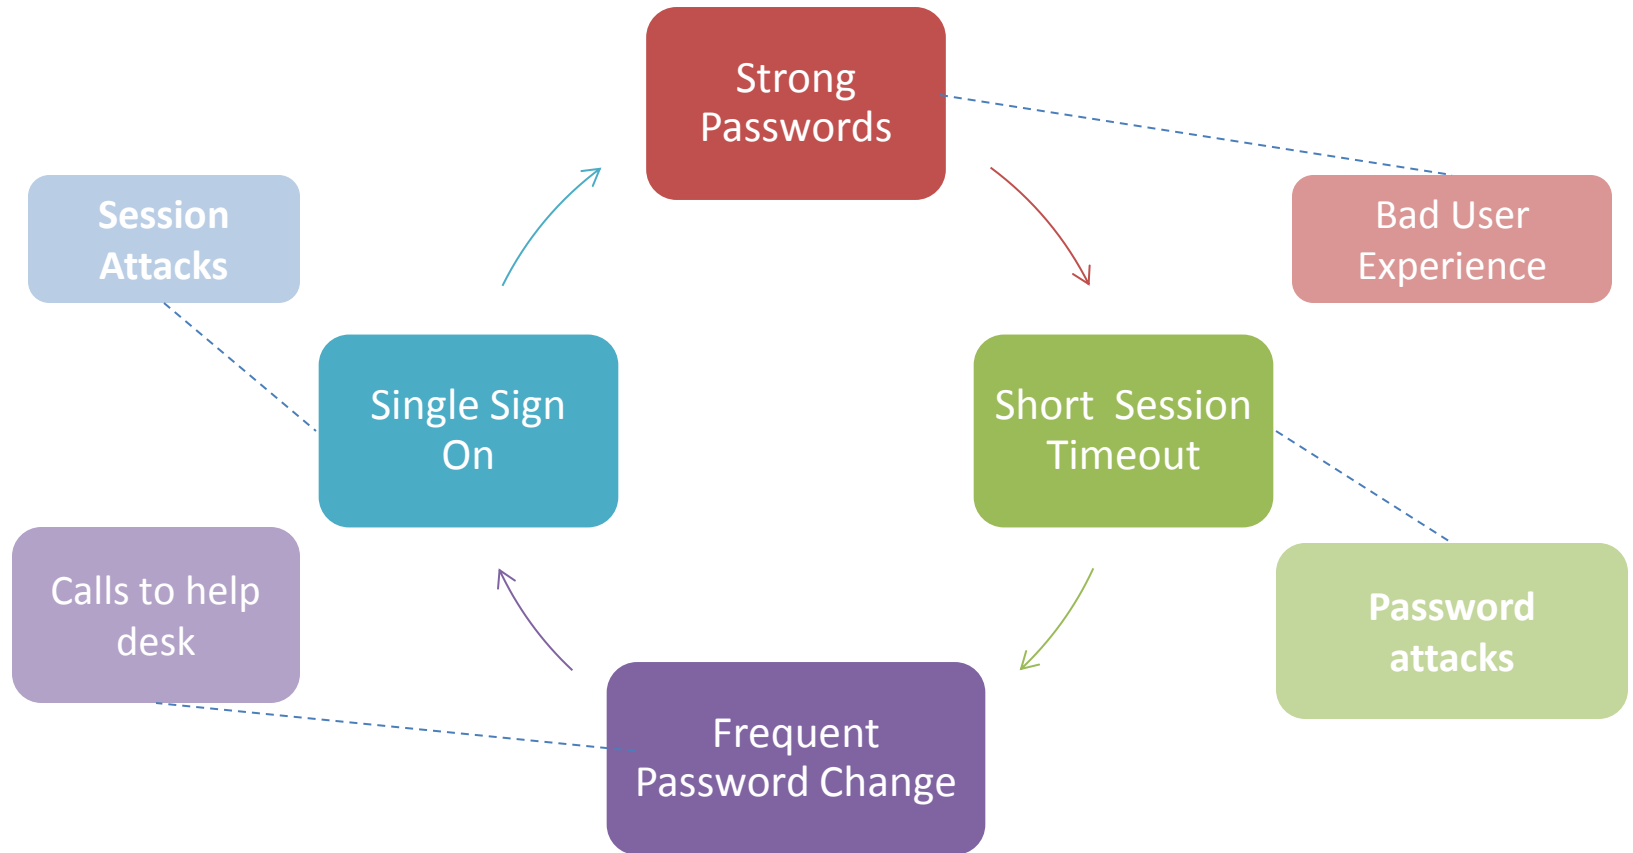 Strong
Passwords
Session
Attacks
Bad User
Experience
Single Sign
On
Short  Session
Timeout
Calls to help
desk
Password
attacks
Frequent
Password Change